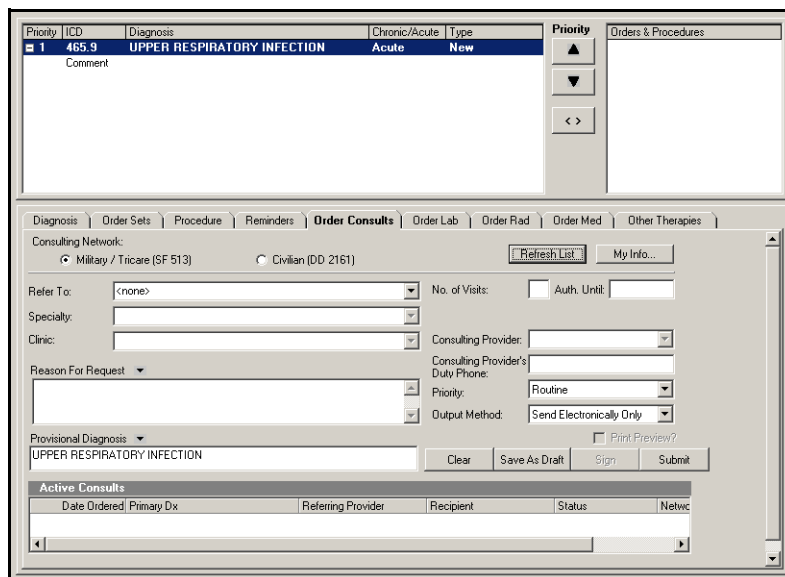 Priority ICD Diagnosis Chronic/Acute Type
1 465.9 UPPER RESPIRATORY INFECTION Acute New
Comment
Priority
< >
Orders & Procedures
Diagnosis Order Sets Procedure Reminders Order Consults Order Lab Order Rad Order Med Other Therapies
Consulting Network:
Military / Tricare (SF 513) Civilian (DD 2161) Refresh List My Info...
Refer To: <none> No. of Visits: Auth. Until:
Specialty:
Clinic: Consulting Provider:
Consulting Provider's
Duty Phone:
Reason For Request
Priority: Routine
Output Method: Send Electronically Only
Print Preview?
Provisional Diagnosis
UPPER RESPIRATORY INFECTION
Clear Save As Draft Sign Submit
Active Consults
Date Ordered Primary Dx Referring Provider Recipient Status Netwc